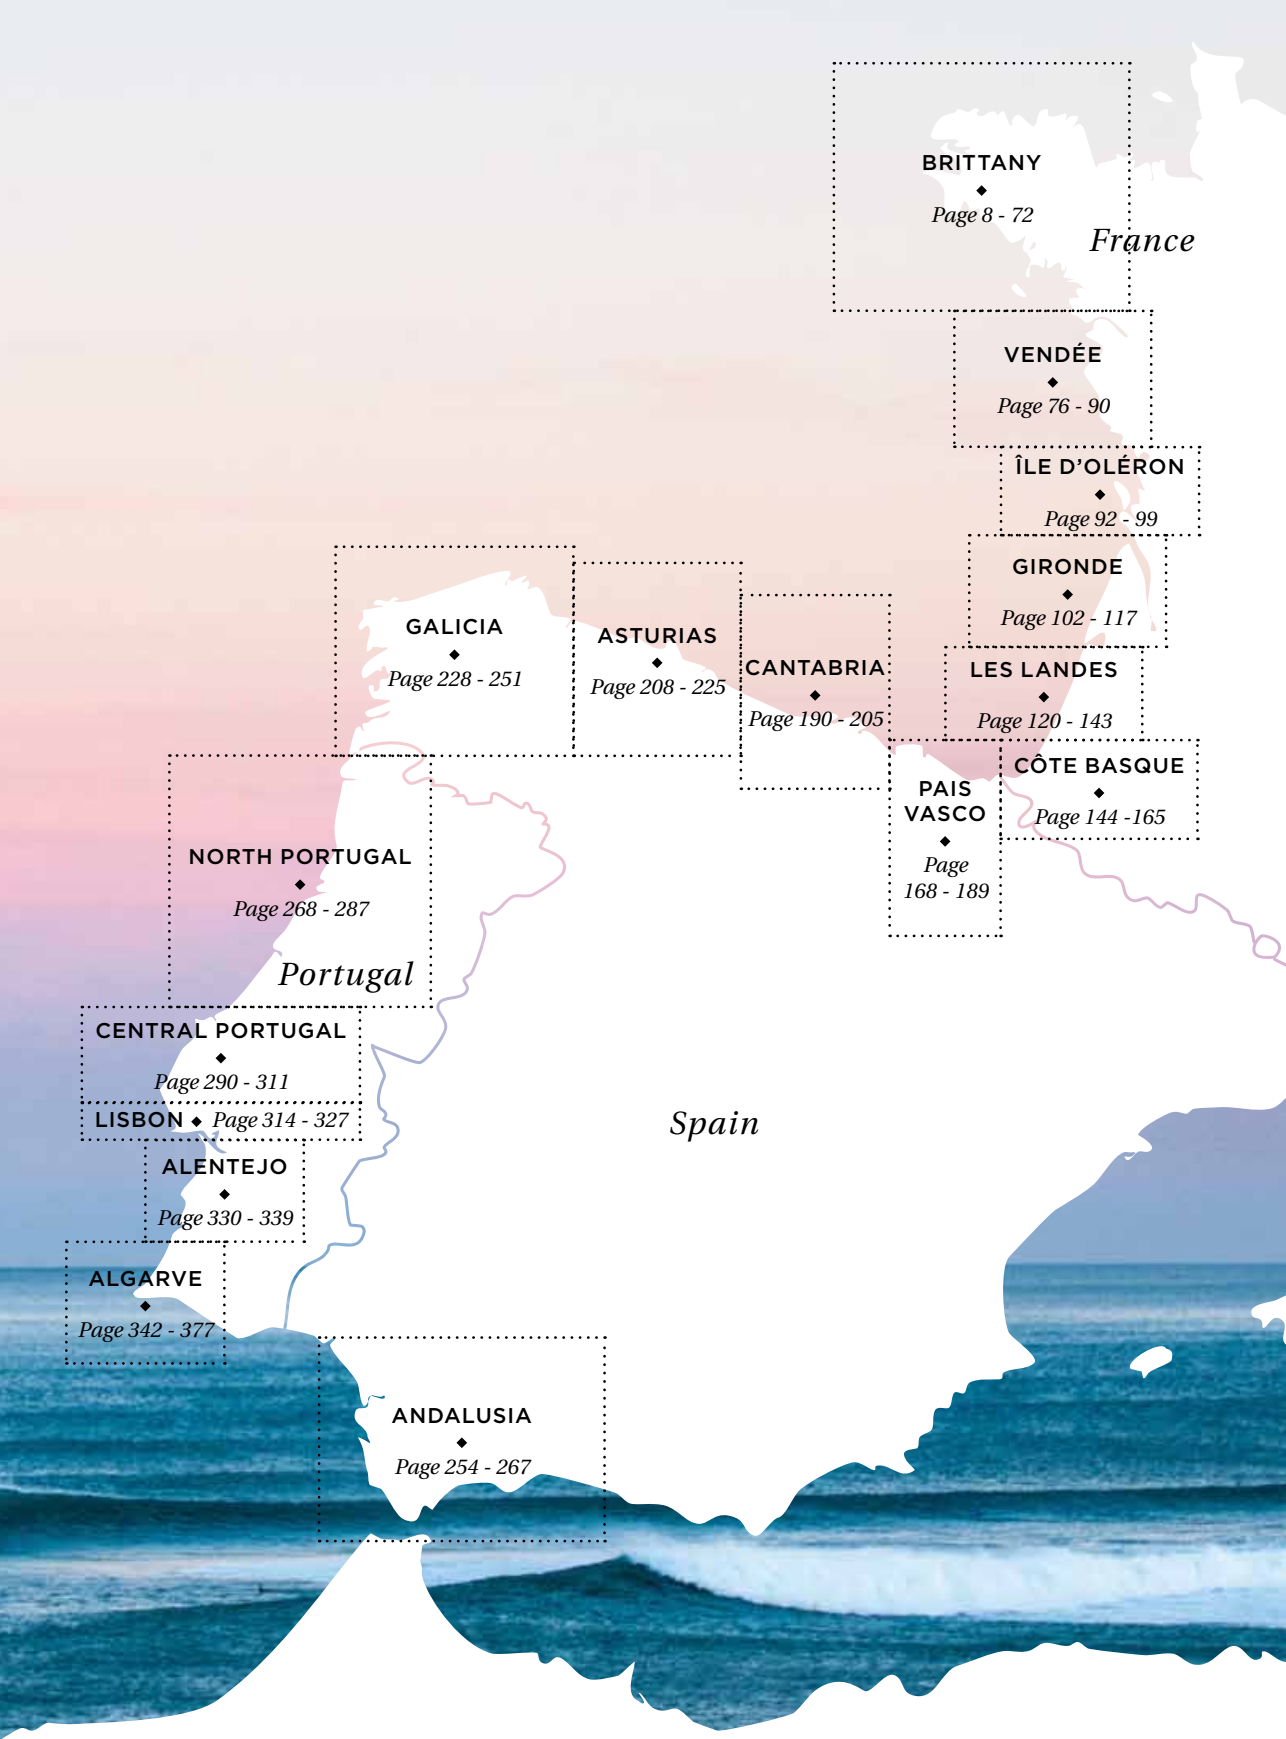 BRITTANY
Page 8 - 72
France
VENDÉE
Page 76 - 90
ÎLE D’OLÉRON
Page 92 - 99
GIRONDE
Page 102 - 117
LES LANDES
Page 120 - 143
CÔTE BASQUE
Page 144 -165
PAIS
VASCO
Page
168 - 189
CANTABRIA
Page 190 - 205
ASTURIAS
Page 208 - 225
GALICIA
Page 228 - 251
NORTH PORTUGAL
Page 268 - 287
Portugal
CENTRAL PORTUGAL
Page 290 - 311
LISBON ◆ Page 314 - 327
ALENTEJO
Page 330 - 339
ALGARVE
Page 342 - 377
Spain
ANDALUSIA
Page 254 - 267